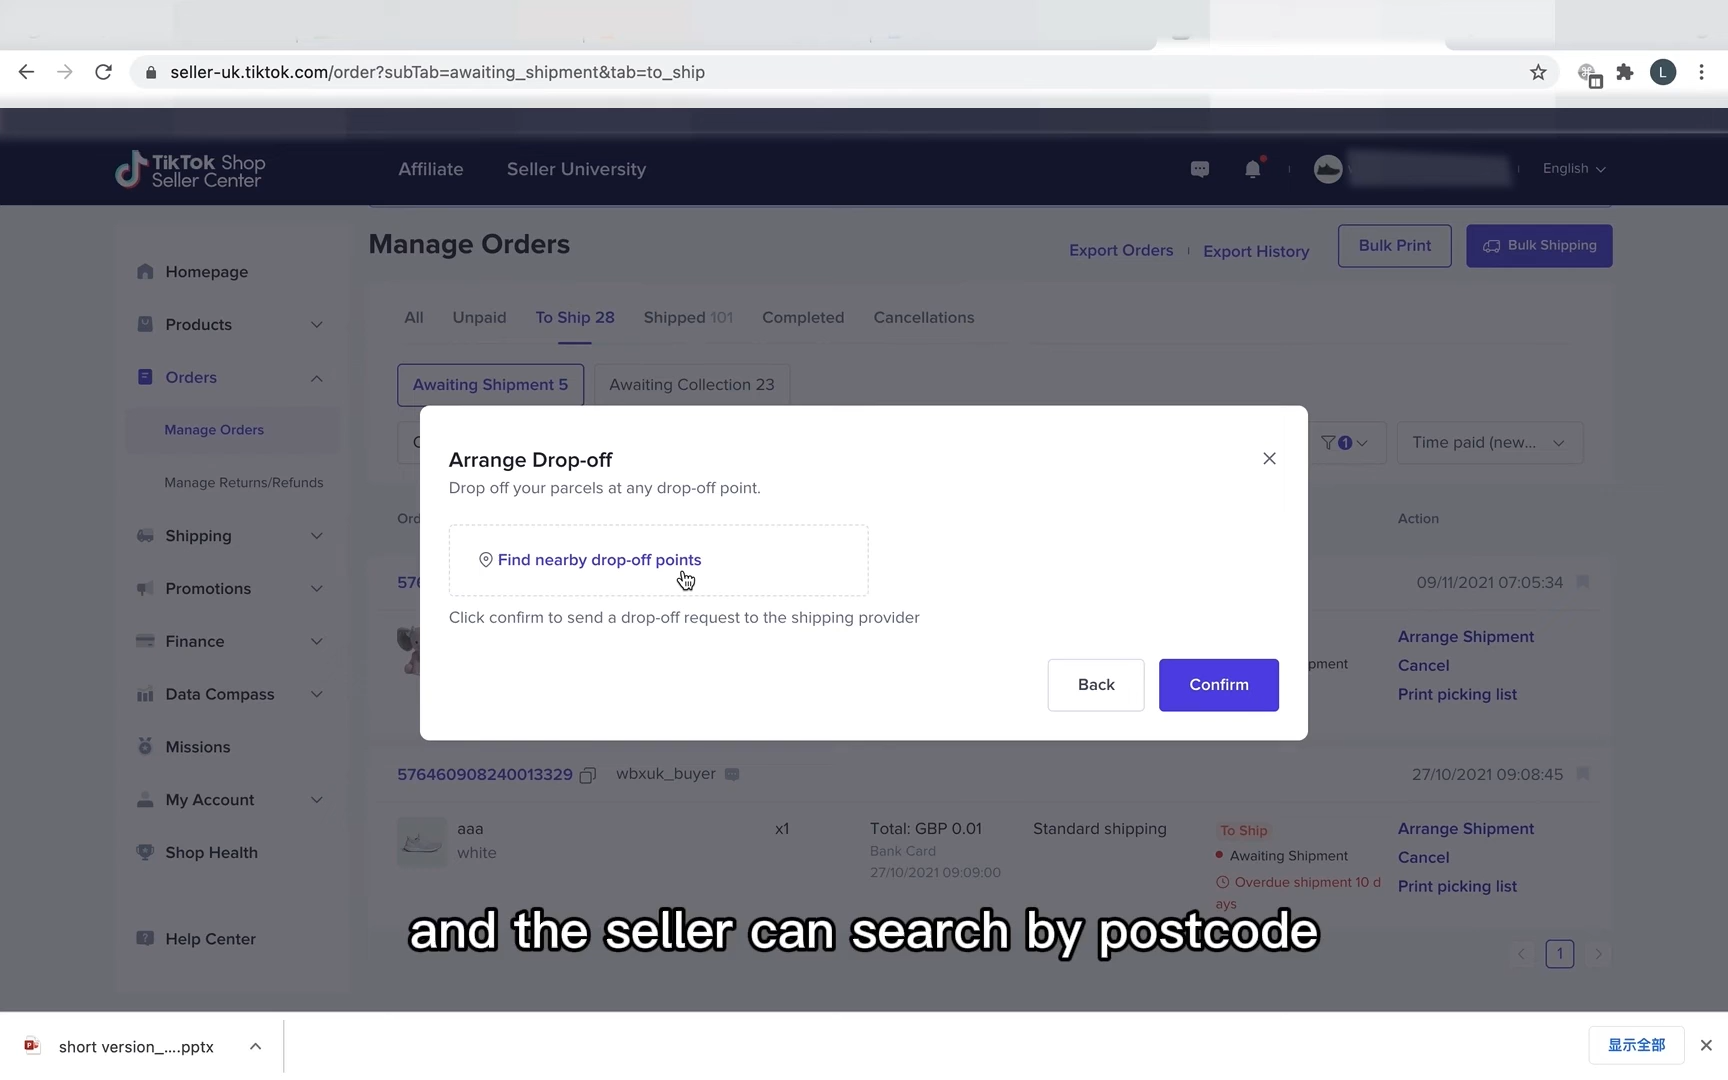 seller-uk.tiktok.com/order?subTab=awaiting_shipment&tab=to_ship
L
TikTok Shop
Seller Center
Affiliate
Seller University
English
Homepage
Products
Orders
Manage Orders
Manage Returns/Refunds
Shipping
Promotions
Finance
Data Compass
Missions
My Account
Shop Health
Help Center
Manage Orders
Export Orders
Export History
Bulk Print
Bulk Shipping
All
Unpaid
To Ship 28
Shipped 101
Completed
Cancellations
Awaiting Shipment 5
Awaiting Collection 23
1
Time paid (new...
Action
Arrange Drop-off
Drop off your parcels at any drop-off point.
Find nearby drop-off points
Click confirm to send a drop-off request to the shipping provider
Back
Confirm
576
09/11/2021 07:05:34
Arrange Shipment
Cancel
Print picking list
576460908240013329
wbxuk_buyer
27/10/2021 09:08:45
aaa
white
x1
Total: GBP 0.01
Bank Card
27/10/2021 09:09:00
Standard shipping
To Ship
Awaiting Shipment
Overdue shipment 10 d
ays
Arrange Shipment
Cancel
Print picking list
and the seller can search by postcode
1
short version_....pptx
显示全部